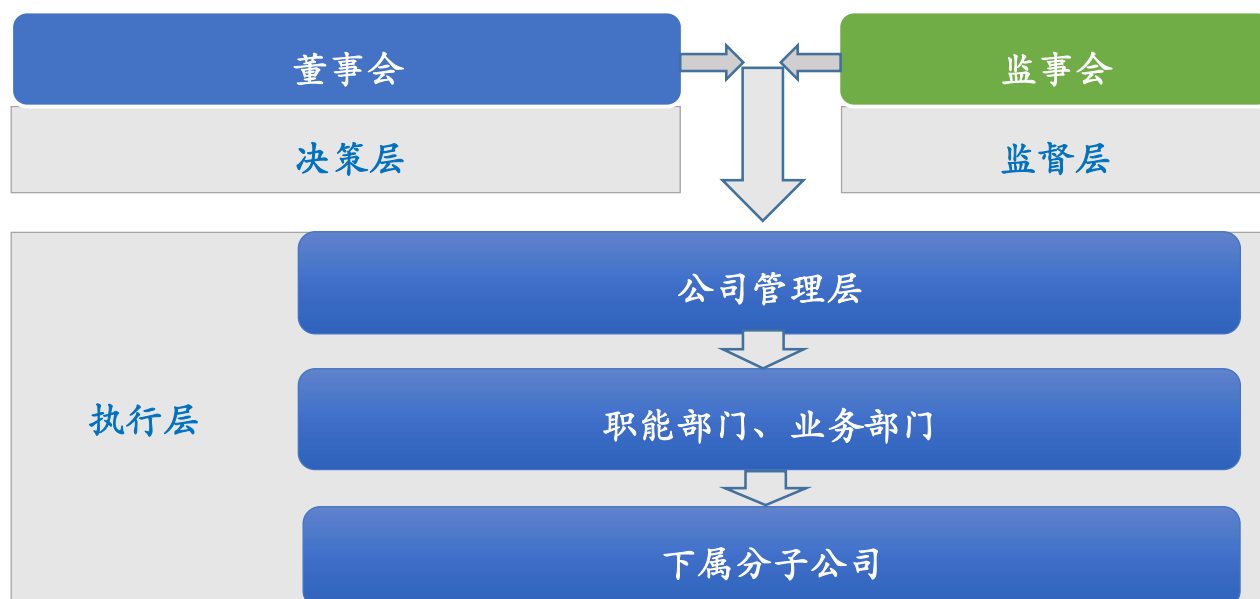 董事会
监事会
决策层
监督层
公司管理层
执行层
职能部门、业务部门
下属分子公司